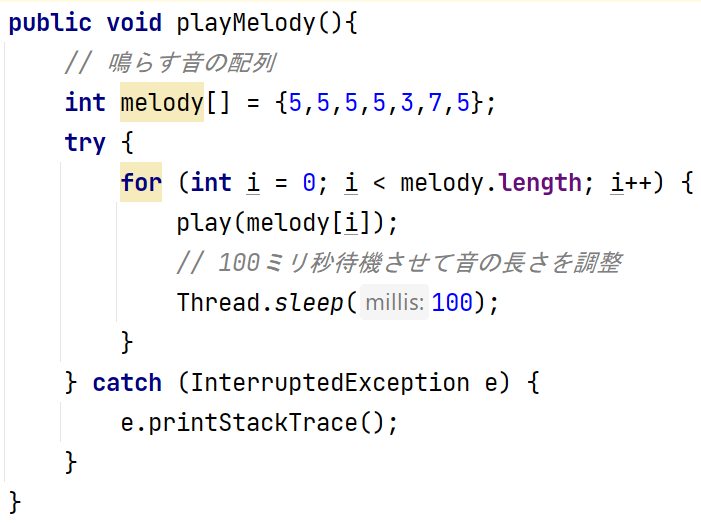 public void playMelody(){
// 鳴らす音の配列
int melody[] = {5,5,5,5,3,7,5};
try {
for (int i = 0; i < melody.length; i++) {
play(melody[i]);
// 100ミリ秒待機させて音の長さを調整
Thread.sleep( millis: 100);
}
} catch (InterruptedException e) {
e.printStackTrace();
}
}